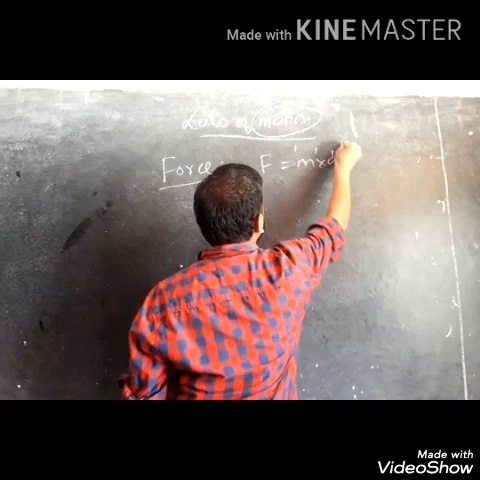 Made with KINEMASTER
Laws of motion
Force F = m x a
Made with
VideoShow